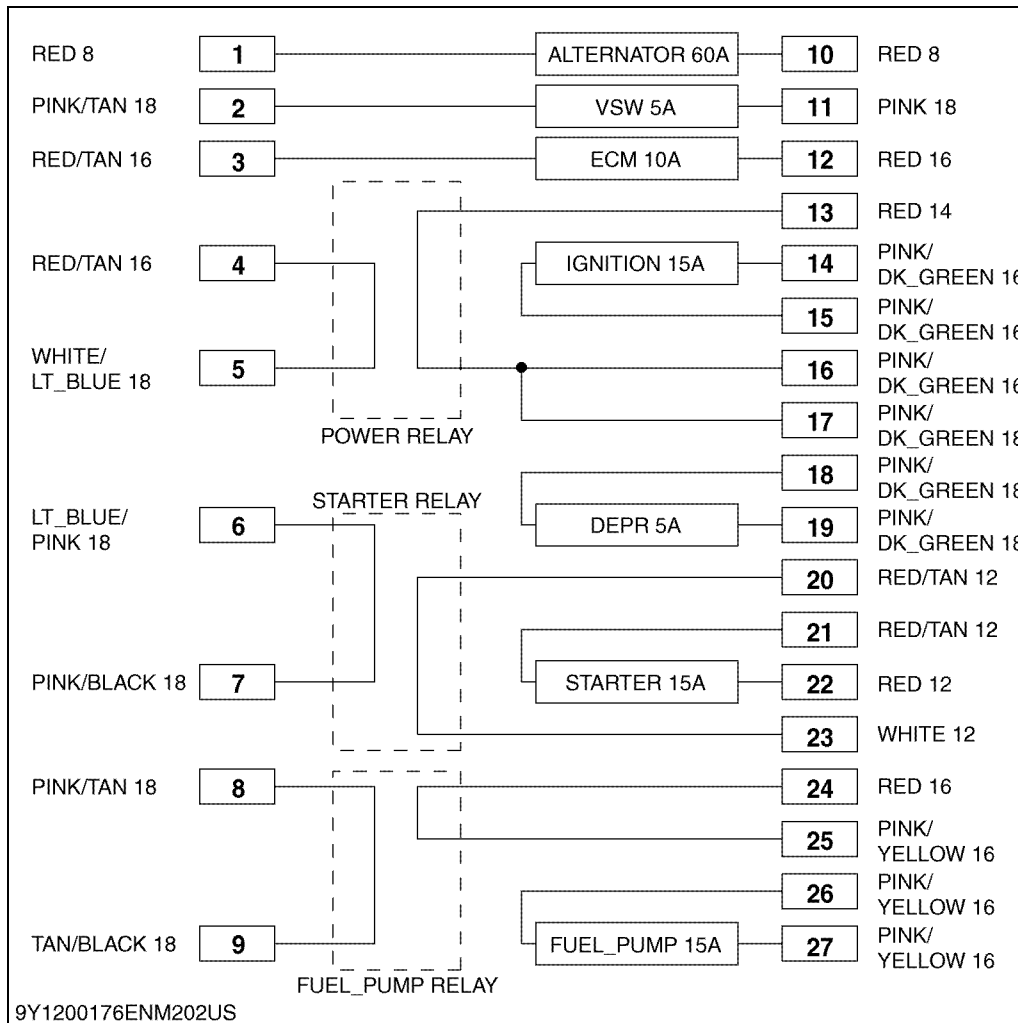 RED 8 1 ALTERNATOR 60A 10 RED 8
PINK/TAN 18 2 VSW 5A 11 PINK 18
RED/TAN 16 3 ECM 10A 12 RED 16
13 RED 14
RED/TAN 16 4 IGNITION 15A 14 PINK/
DK_GREEN 16
15 PINK/
DK_GREEN 16
WHITE/
LT_BLUE 18 5 16 PINK/
DK_GREEN 16
17 PINK/
DK_GREEN 18
POWER RELAY
18 PINK/
DK_GREEN 18
STARTER RELAY
LT_BLUE/
PINK 18 6 DEPR 5A 19 PINK/
DK_GREEN 18
20 RED/TAN 12
21 RED/TAN 12
PINK/BLACK 18 7 STARTER 15A 22 RED 12
23 WHITE 12
PINK/TAN 18 8 24 RED 16
25 PINK/
YELLOW 16
26 PINK/
YELLOW 16
TAN/BLACK 18 9 FUEL_PUMP 15A 27 PINK/
YELLOW 16
FUEL_PUMP RELAY
9Y1200176ENM202US